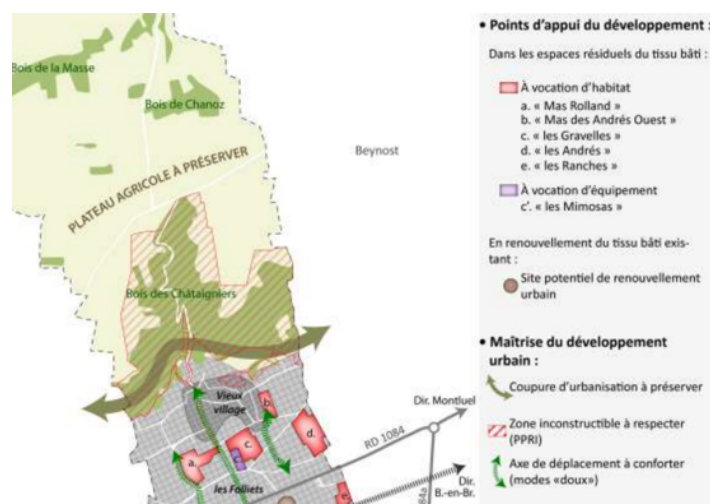 Bois de la Masse
Bois de Chanoz
PLATEAU AGRICOLE À PRÉSERVER
Beynost
Bois des Châtaigniers
Vieux
village
b.
Dir. Montluel
RD 1084
d.
c.
c'.
a.
les Folliets
Dir.
B.-en-Br.
84a
e.
• Points d'appui du développement :
Dans les espaces résiduels du tissu bâti :
À vocation d'habitat
a. « Mas Rolland »
b. « Mas des Andrés Ouest »
c. « les Gravelles »
d. « les Andrés »
e. « les Ranches »
À vocation d'équipement
c'. « les Mimosas »
En renouvellement du tissu bâti exis-
tant :
Site potentiel de renouvellement
urbain
• Maîtrise du développement
urbain :
Coupure d'urbanisation à préserver
Zone inconstructible à respecter
(PPRI)
Axe de déplacement à conforter
(modes «doux»)